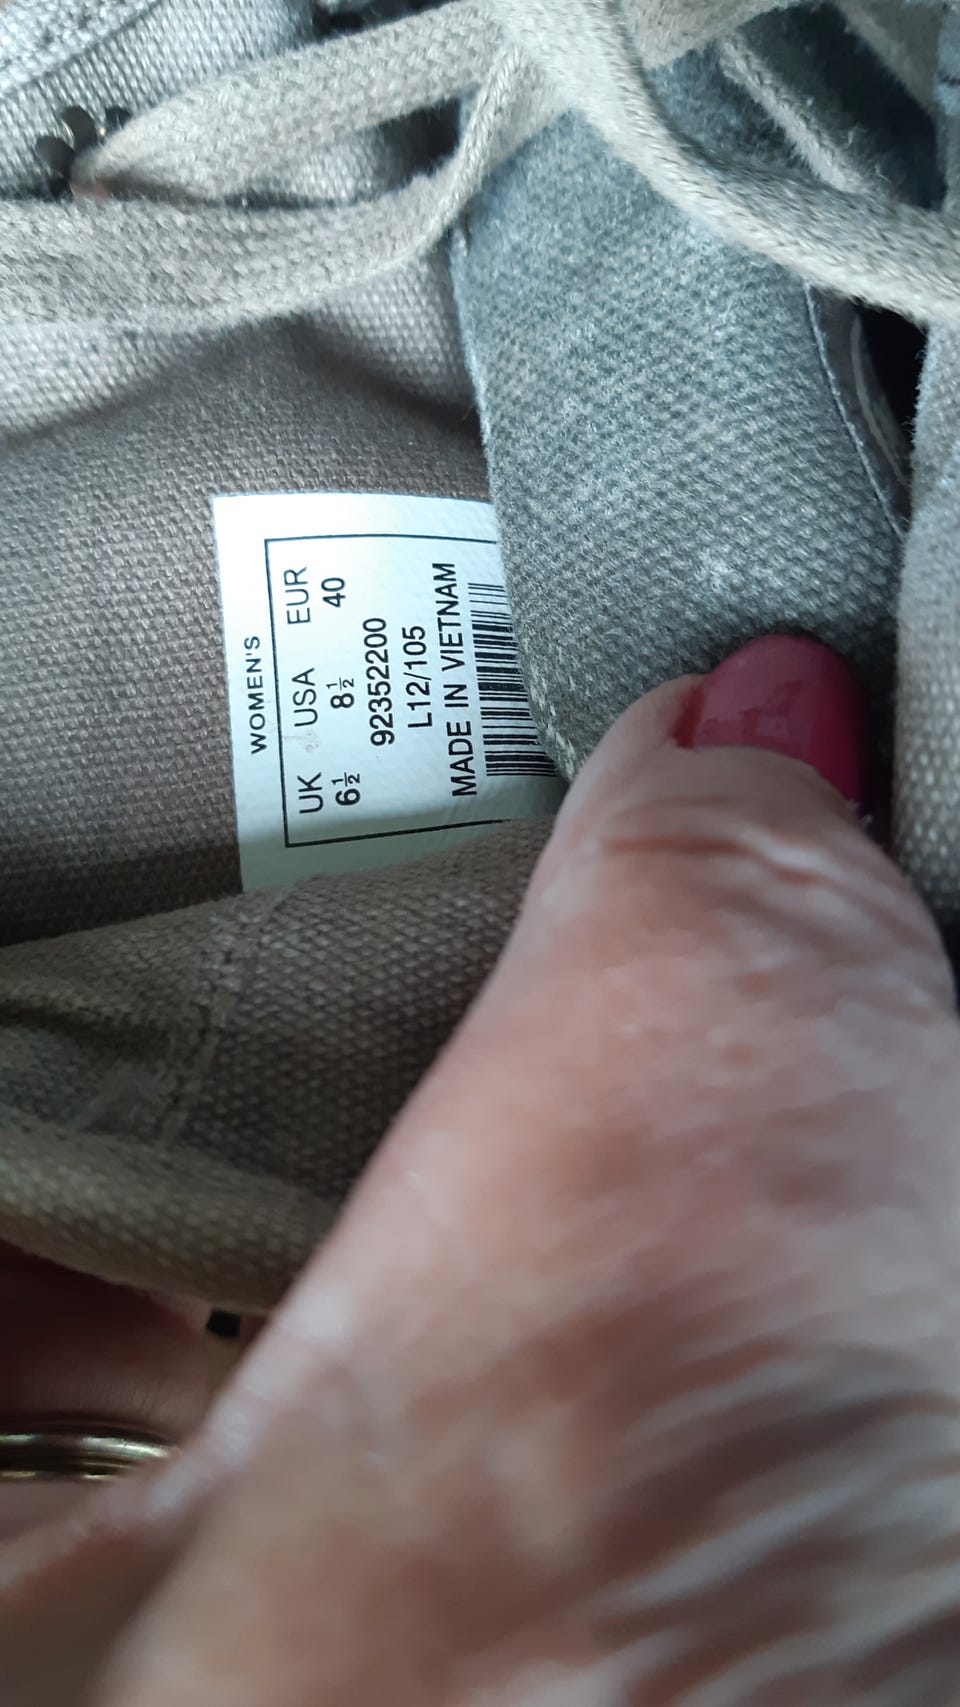 WOMEN'S
UK USA EUR
6½ 8½ 40
92352200
L12/105
MADE IN VIETNAM